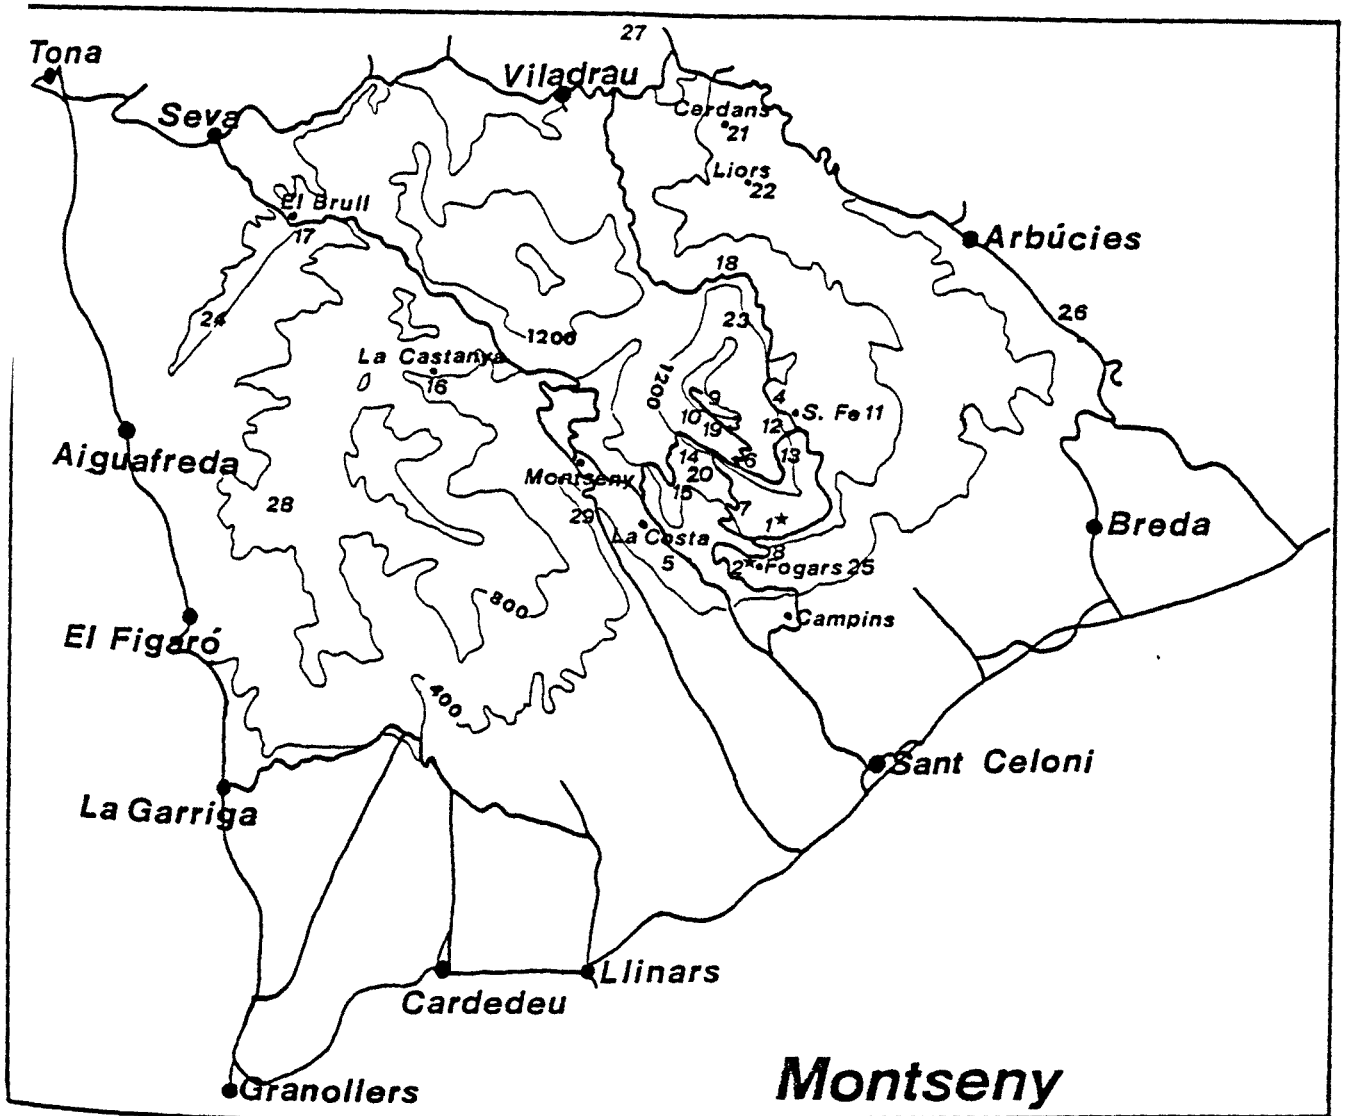 27
Tona
Viladrau
Seva
Cerdans
21
Liors
22
El Brull
17
Arbúcies
18
24
23
26
1200
La Castanya
16
1200
9
4
S. Fe 11
10
19
12
Aiguafreda
14
6
13
20
Montseny
15
28
7
29
1*
La Costa
8
5
2*
Fogars 25
Breda
800
Campins
El Figaró
400
Sant Celoni
La Garriga
Llinars
Cardedeu
Montseny
Granollers